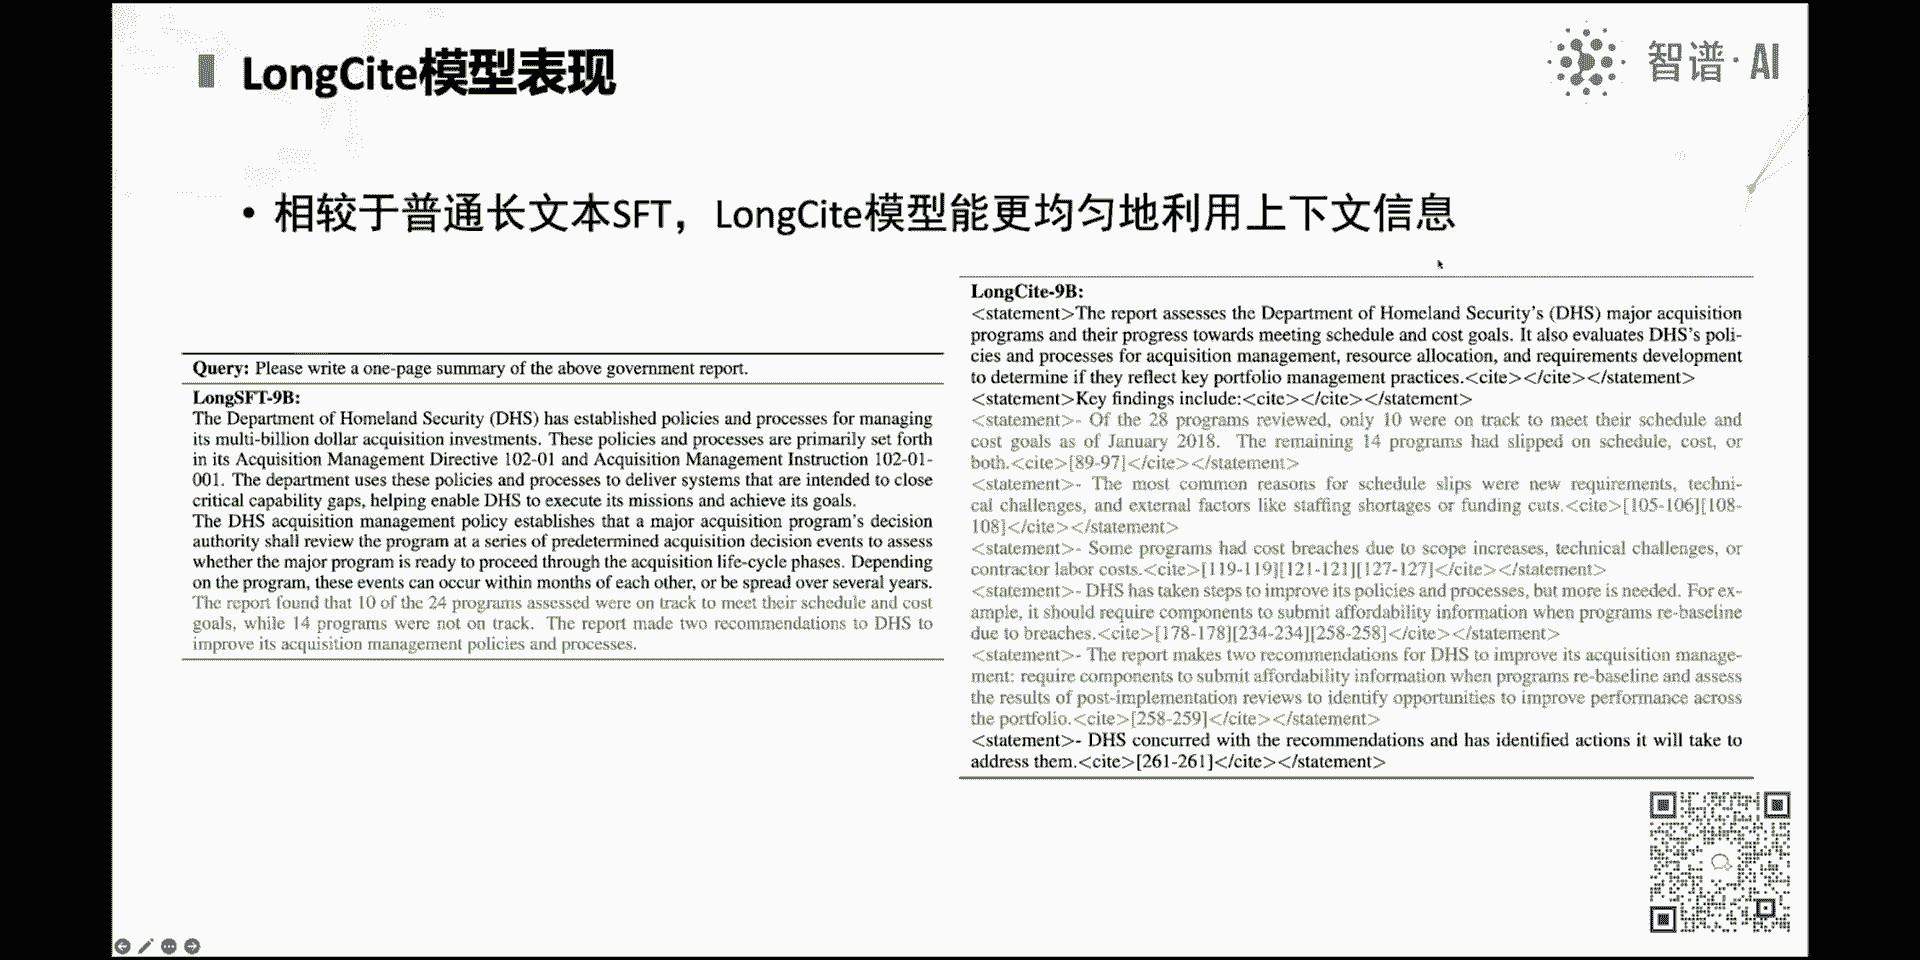 LongCite模型表现
智谱·AI
• 相较于普通长文本SFT，LongCite模型能更均匀地利用上下文信息
Query: Please write a one-page summary of the above government report.
LongSFT-9B:
The Department of Homeland Security (DHS) has established policies and processes for managing
its multi-billion dollar acquisition investments. These policies and processes are primarily set forth
in its Acquisition Management Directive 102-01 and Acquisition Management Instruction 102-01-
001. The department uses these policies and processes to deliver systems that are intended to close
critical capability gaps, helping enable DHS to execute its missions and achieve its goals.
The DHS acquisition management policy establishes that a major acquisition program's decision
authority shall review the program at a series of predetermined acquisition decision events to assess
whether the major program is ready to proceed through the acquisition life-cycle phases. Depending
on the program, these events can occur within months of each other, or be spread over several years.
The report found that 10 of the 24 programs assessed were on track to meet their schedule and cost
goals, while 14 programs were not on track. The report made two recommendations to DHS to
improve its acquisition management policies and processes.
LongCite-9B:
<statement>The report assesses the Department of Homeland Security's (DHS) major acquisition
programs and their progress towards meeting schedule and cost goals. It also evaluates DHS's poli-
cies and processes for acquisition management, resource allocation, and requirements development
to determine if they reflect key portfolio management practices.<cite></cite></statement>
<statement>Key findings include:<cite></cite></statement>
<statement>- Of the 28 programs reviewed, only 10 were on track to meet their schedule and
cost goals as of January 2018. The remaining 14 programs had slipped on schedule, cost, or
both.<cite>[89-97]</cite></statement>
<statement>- The most common reasons for schedule slips were new requirements, techni-
cal challenges, and external factors like staffing shortages or funding cuts.<cite>[105-106][108-
108]</cite></statement>
<statement>- Some programs had cost breaches due to scope increases, technical challenges, or
contractor labor costs.<cite>[119-119][121-121][127-127]</cite></statement>
<statement>- DHS has taken steps to improve its policies and processes, but more is needed. For ex-
ample, it should require components to submit affordability information when programs re-baseline
due to breaches.<cite>[178-178][234-234][258-258]</cite></statement>
<statement>- The report makes two recommendations for DHS to improve its acquisition manage-
ment: require components to submit affordability information when programs re-baseline and assess
the results of post-implementation reviews to identify opportunities to improve performance across
the portfolio.<cite>[258-259]</cite></statement>
<statement>- DHS concurred with the recommendations and has identified actions it will take to
address them.<cite>[261-261]</cite></statement>